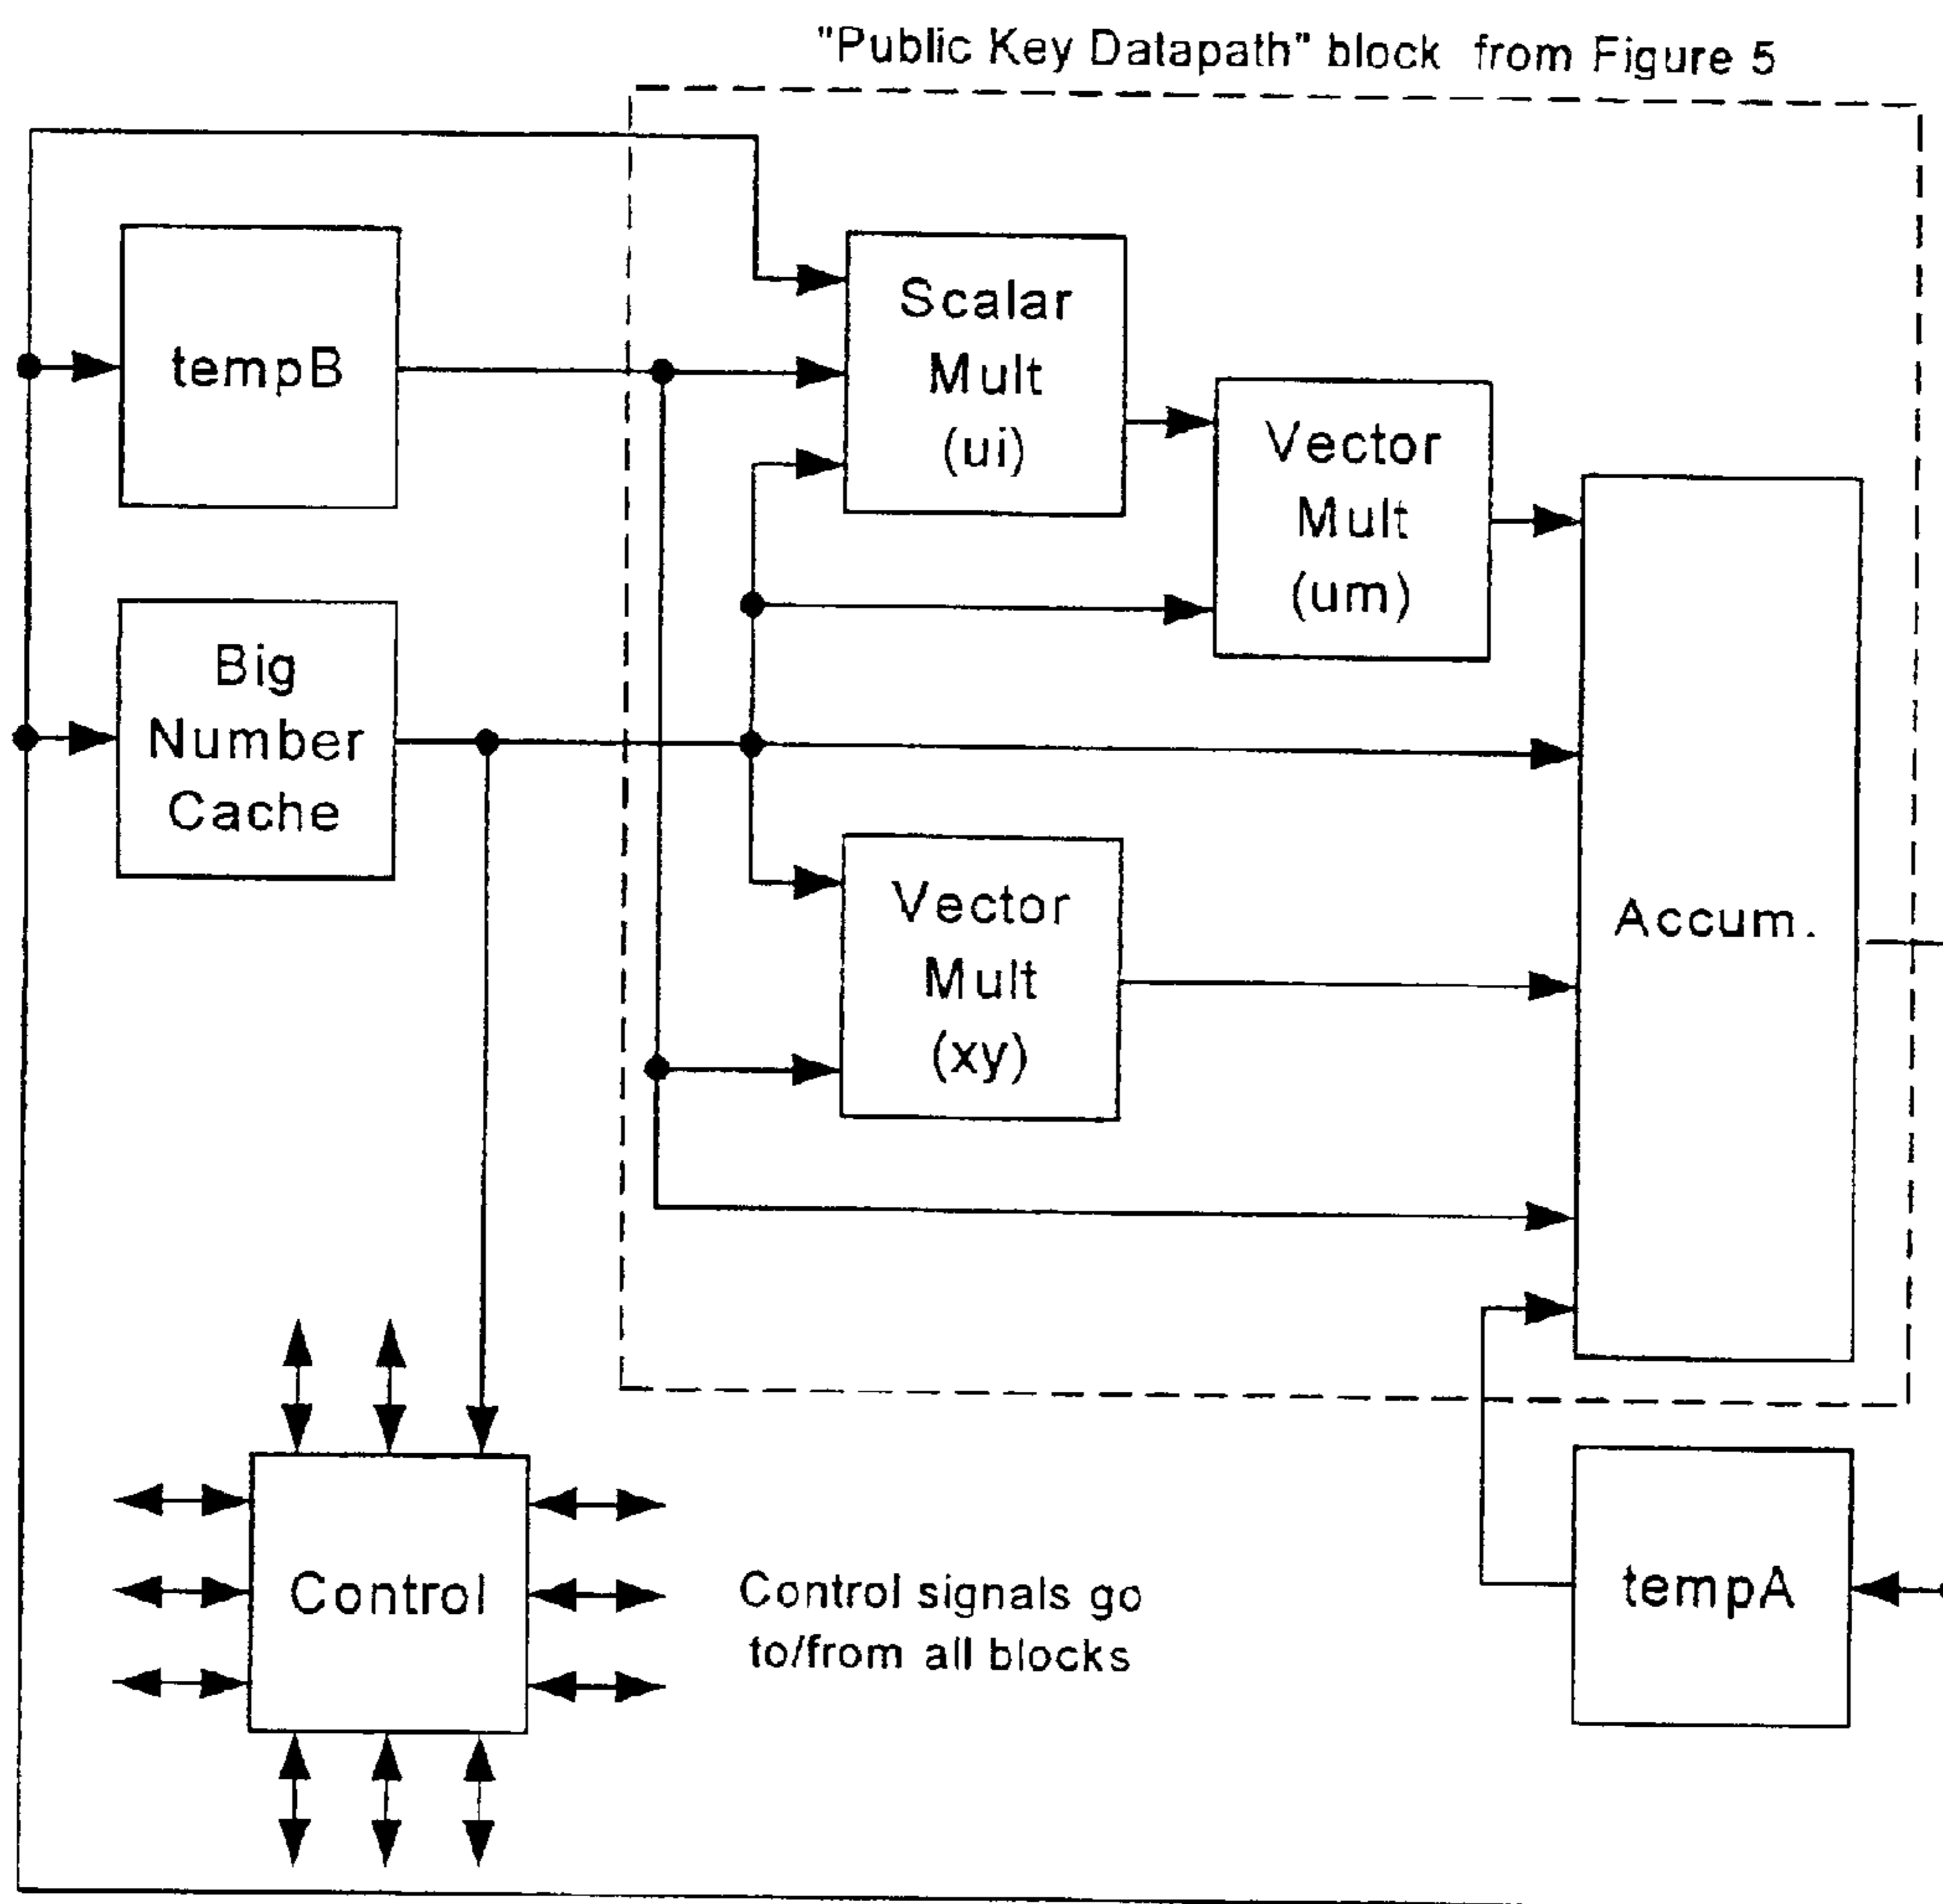 "Public Key Datapath" block from Figure 5
tempB
Scalar
Mult
(ui)
Vector
Mult
(um)
Big
Number
Cache
Vector
Mult
(xy)
Accum.
Control
Control signals go
to/from all blocks
tempA